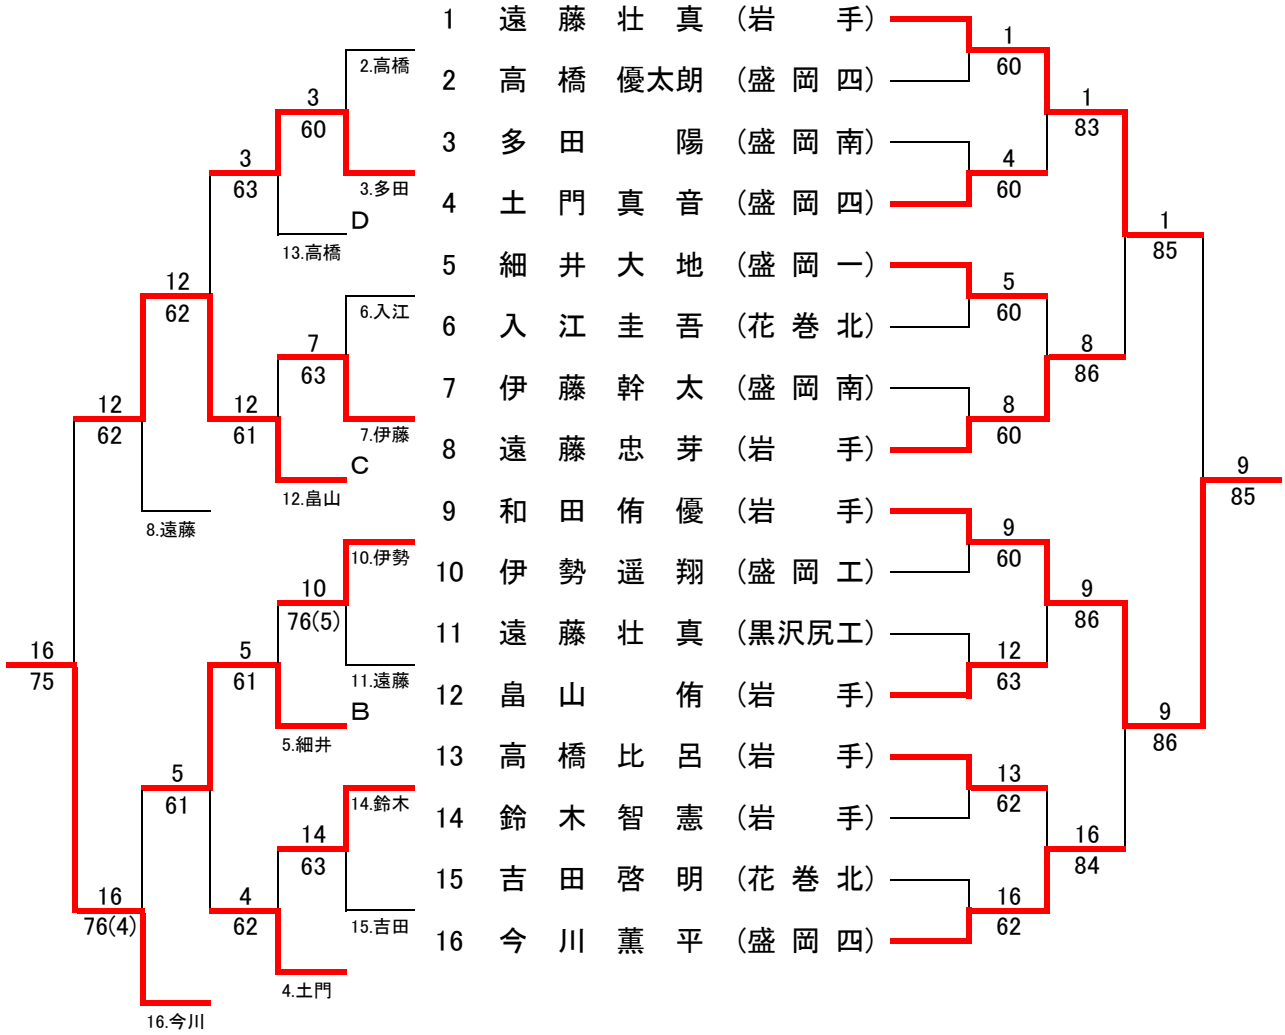 1 遠藤壮真(岩手)
2 高橋優太朗(盛岡四)
3 多田陽(盛岡南)
4 土門真音(盛岡四)
5 細井大地(盛岡一)
6 入江圭吾(花巻北)
7 伊藤幹太(盛岡南)
8 遠藤忠芽(岩手)
9 和田侑優(岩手)
10 伊勢遥翔(盛岡工)
11 遠藤壮真(黒沢尻工)
12 畠山侑(岩手)
13 高橋比呂(岩手)
14 鈴木智憲(岩手)
15 吉田啓明(花巻北)
16 今川薫平(盛岡四)
2.高橋
3
60
3.多田
3
63
D
13.高橋
12
62
6.入江
7
63
7.伊藤
12
61
C
12.畠山
12
62
8.遠藤
10.伊勢
10
76(5)
11.遠藤
5
61
B
5.細井
16
75
5
61
14.鈴木
14
63
15.吉田
4
62
4.土門
16
76(4)
16.今川
1
60
1
83
4
60
1
85
5
60
8
86
8
60
9
85
9
60
9
86
12
63
9
86
13
62
16
84
16
62